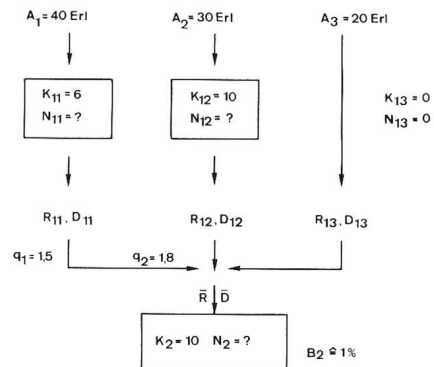 A1=40 Erl A2=30 Erl A3=20 Erl
K11=6 K12=10 K13=0
N11=? N12=? N13=0
R11, D11 R12, D12 R13, D13
q1=1,5 q2=1,8
R̄ D̄
K2=10 N2=? B2≙1%